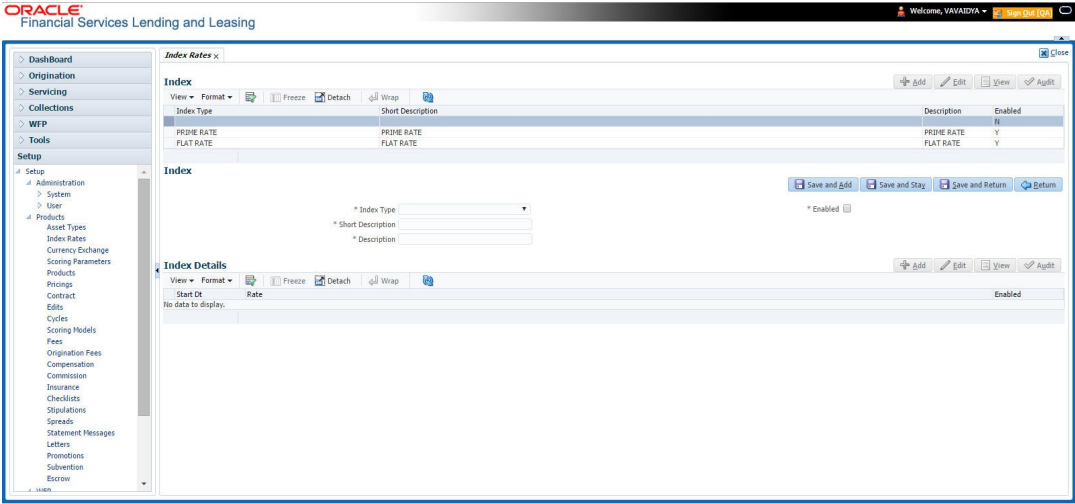 ORACLE'
Financial Services Lending and Leasing
Welcome, VAVAIDYA
Sign Out [QA]
DashBoard
Origination
Servicing
Collections
WFP
Tools
Setup
Setup
Administration
System
User
Products
Asset Types
Index Rates
Currency Exchange
Scoring Parameters
Products
Pricings
Contract
Edits
Cycles
Scoring Models
Fees
Origination Fees
Compensation
Commission
Insurance
Checklists
Stipulations
Spreads
Statement Messages
Letters
Promotions
Subvention
Escrow
WFP
Index Rates x
Close
Index
Add Edit View Audit
View Format Freeze Detach Wrap
Index Type Short Description Description Enabled
N
PRIME RATE PRIME RATE PRIME RATE Y
FLAT RATE FLAT RATE FLAT RATE Y
Index
Save and Add Save and Stay Save and Return Return
* Index Type * Enabled
* Short Description
* Description
Index Details
Add Edit View Audit
View Format Freeze Detach Wrap
Start Dt Rate Enabled
No data to display.